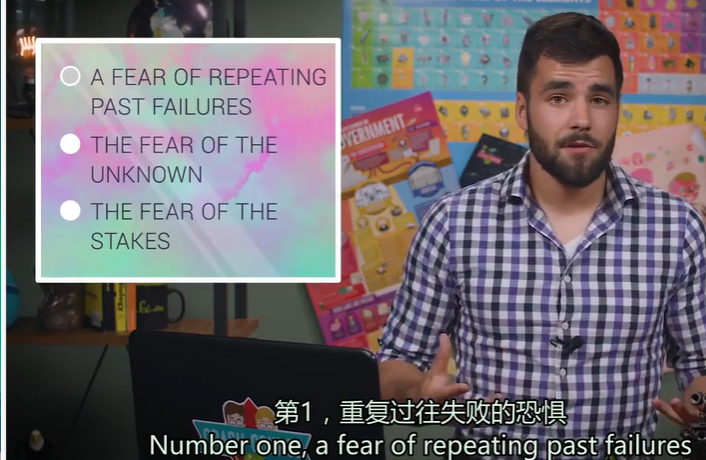 A FEAR OF REPEATING
PAST FAILURES
THE FEAR OF THE
UNKNOWN
THE FEAR OF THE
STAKES
第1，重复过往失败的恐惧
Number one, a fear of repeating past failures